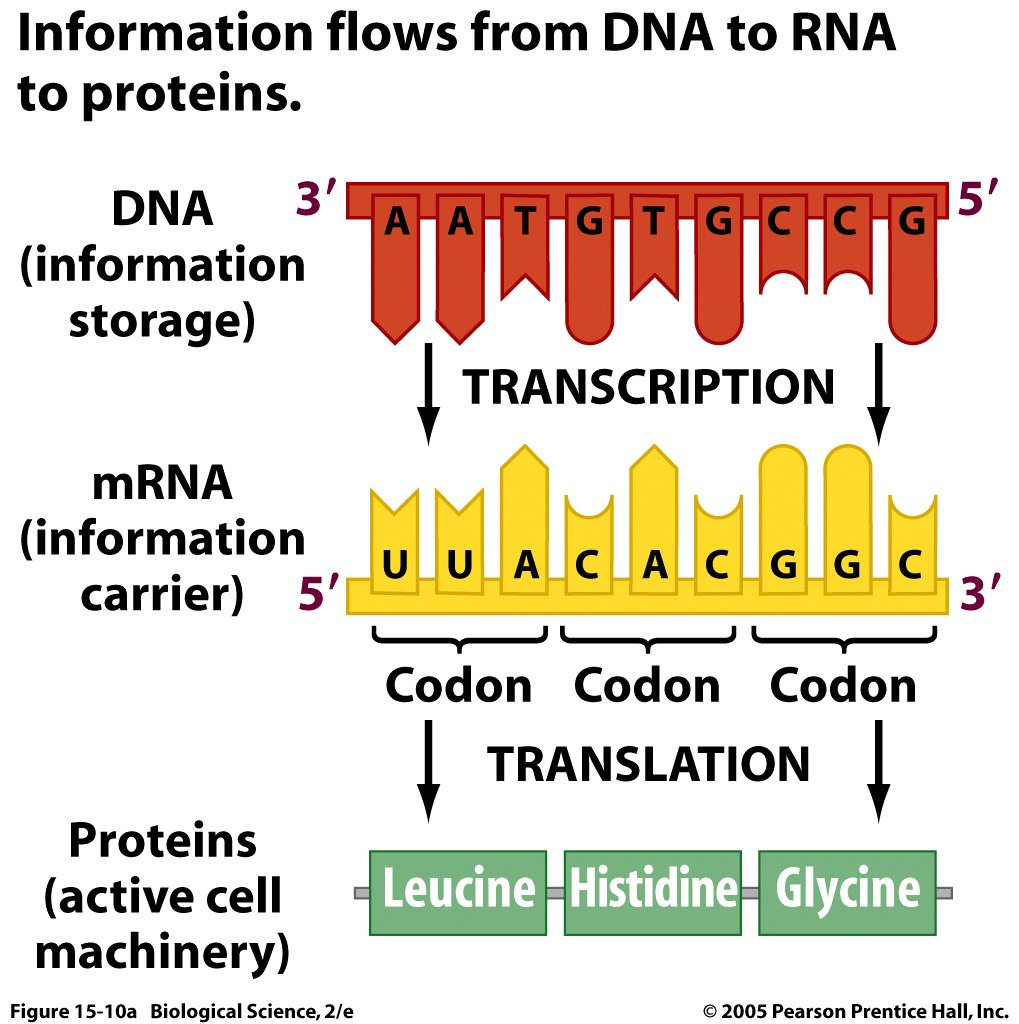 Information flows from DNA to RNA
to proteins.
DNA
(information
storage)
3′ A A T G T G C C G 5′
TRANSCRIPTION
mRNA
(information
carrier)
5′ U U A C A C G G C 3′
Codon Codon Codon
TRANSLATION
Proteins
(active cell
machinery)
Leucine Histidine Glycine
Figure 15-10a Biological Science, 2/e © 2005 Pearson Prentice Hall, Inc.